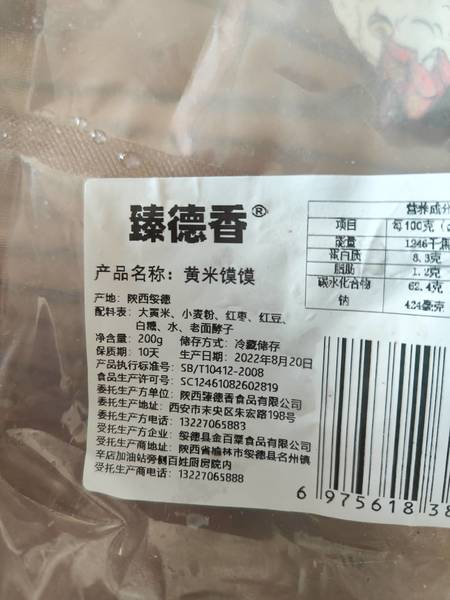 臻德香®
产品名称：黄米馍馍
产地：陕西绥德
配料表：大黄米、小麦粉、红枣、红豆、
白糖、水、老面酵子
净含量：200g 储存方式：冷藏储存
保质期：10天 生产日期：2022年8月20日
产品执行标准号：SB/T10412-2008
食品生产许可号：SC12461082602819
委托生产方单位：陕西臻德香食品有限公司
委托生产地址：西安市未央区朱宏路198号
委托生产方电话：13227065883
受托生产方企业：绥德县金百粟食品有限责任公司
受托生产商地址：陕西省榆林市绥德县名州镇
辛店加油站旁侧百姓厨房院内
受托生产商电话：13227065888
营养成分
项目 每100克
能量 1246千焦
蛋白质 8.3克
脂肪 1.2克
碳水化合物 62.4克
钠 424毫克
6 975618 38